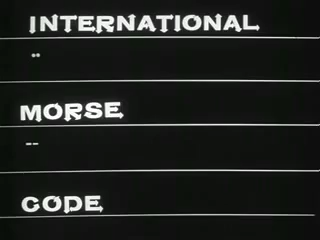 INTERNATIONAL
..
MORSE
--
CODE